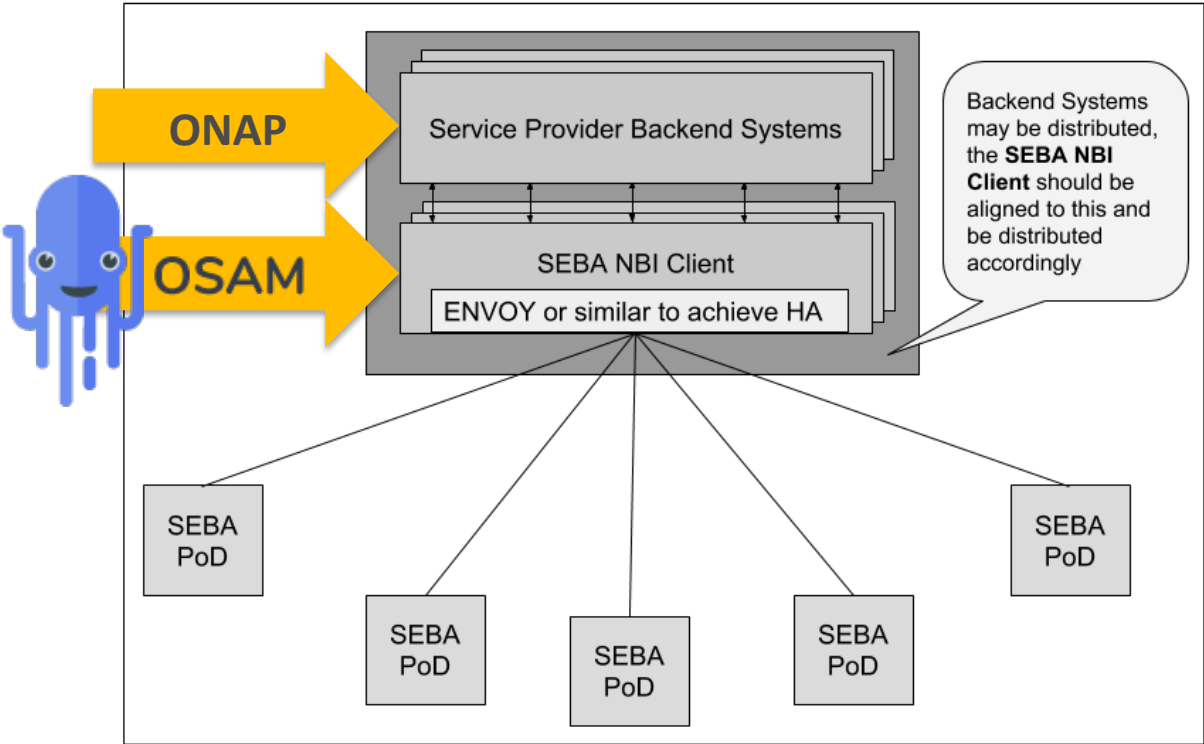 ONAP
Service Provider Backend Systems
Backend Systems
may be distributed,
the SEBA NBI
Client should be
aligned to this and
be distributed
accordingly
OSAM
SEBA NBI Client
ENVOY or similar to achieve HA
SEBA
PoD
SEBA
PoD
SEBA
PoD
SEBA
PoD
SEBA
PoD